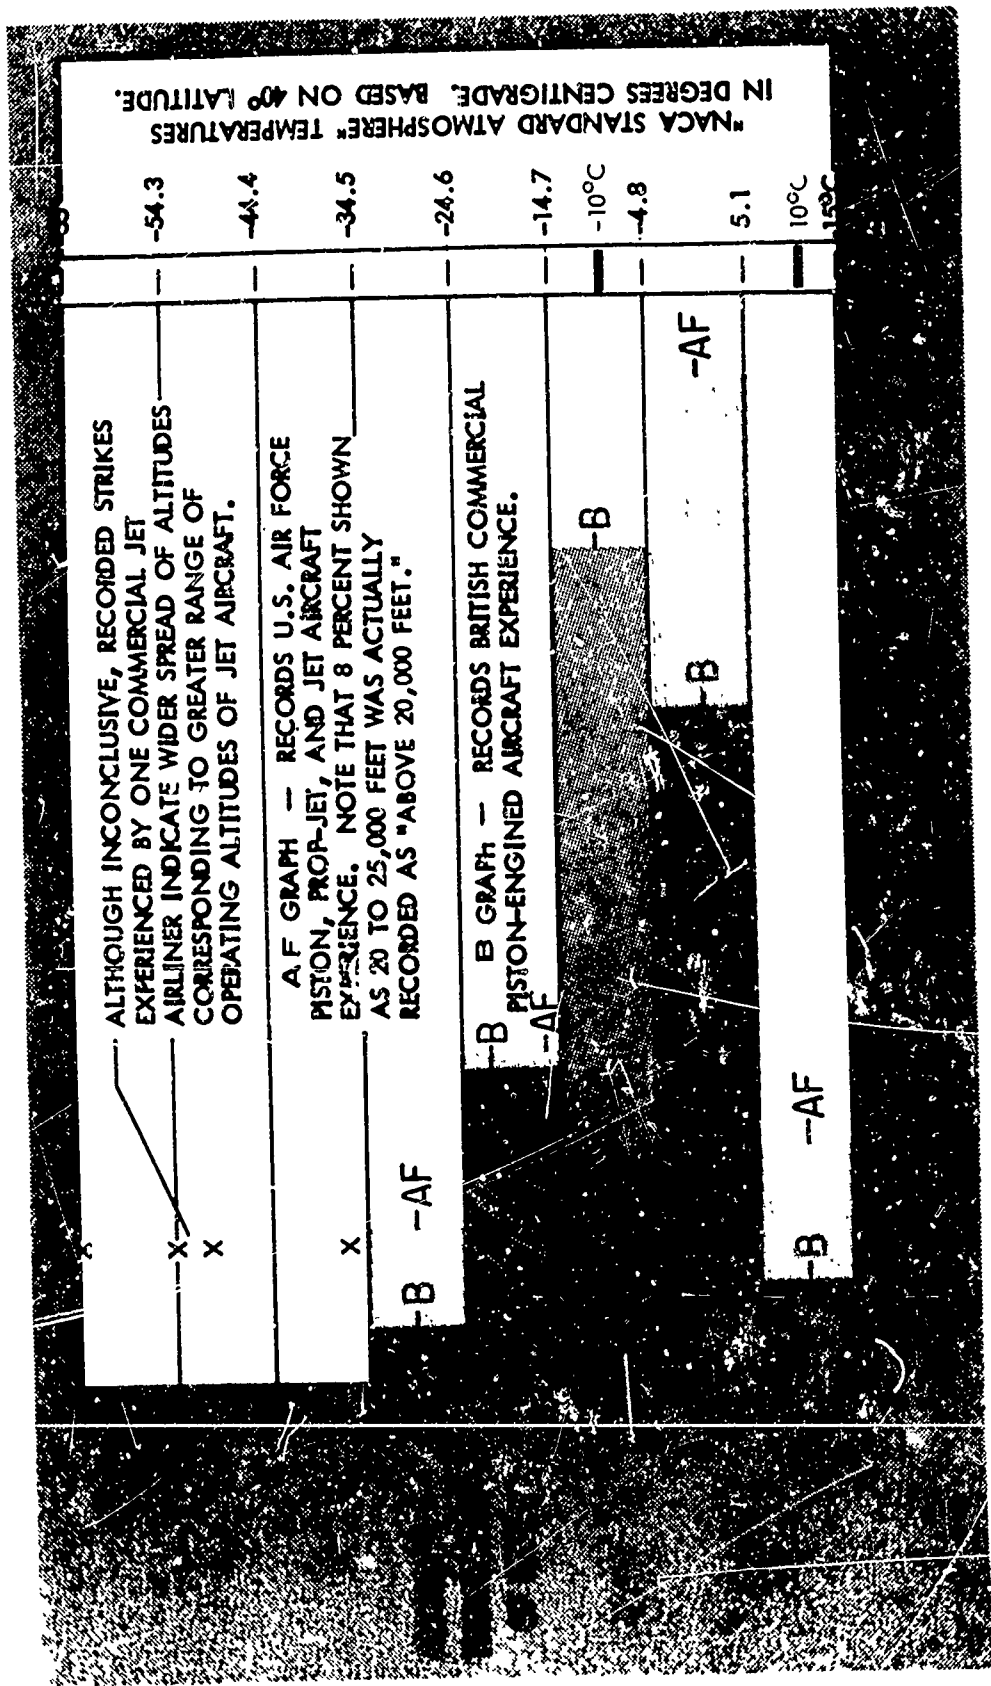 "NACA STANDARD ATMOSPHERE" TEMPERATURES
IN DEGREES CENTIGRADE. BASED ON 40° LATITUDE.
-54.3
-44.4
-34.5
-24.6
-14.7
-10°C
-4.8
5.1
10°C
15°C
ALTHOUGH INCONCLUSIVE, RECORDED STRIKES
EXPERIENCED BY ONE COMMERCIAL JET
AIRLINER INDICATE WIDER SPREAD OF ALTITUDES
CORRESPONDING TO GREATER RANGE OF
OPERATING ALTITUDES OF JET AIRCRAFT.
AF GRAPH — RECORDS U.S. AIR FORCE
PISTON, PROP-JET, AND JET AIRCRAFT
EXPERIENCE. NOTE THAT 8 PERCENT SHOWN
AS 20 TO 25,000 FEET WAS ACTUALLY
RECORDED AS "ABOVE 20,000 FEET."
B GRAPH — RECORDS BRITISH COMMERCIAL
PISTON-ENGINED AIRCRAFT EXPERIENCE.
X
X
X
X
-B -AF
-B
-AF
-B
-B
-AF
-B
-AF